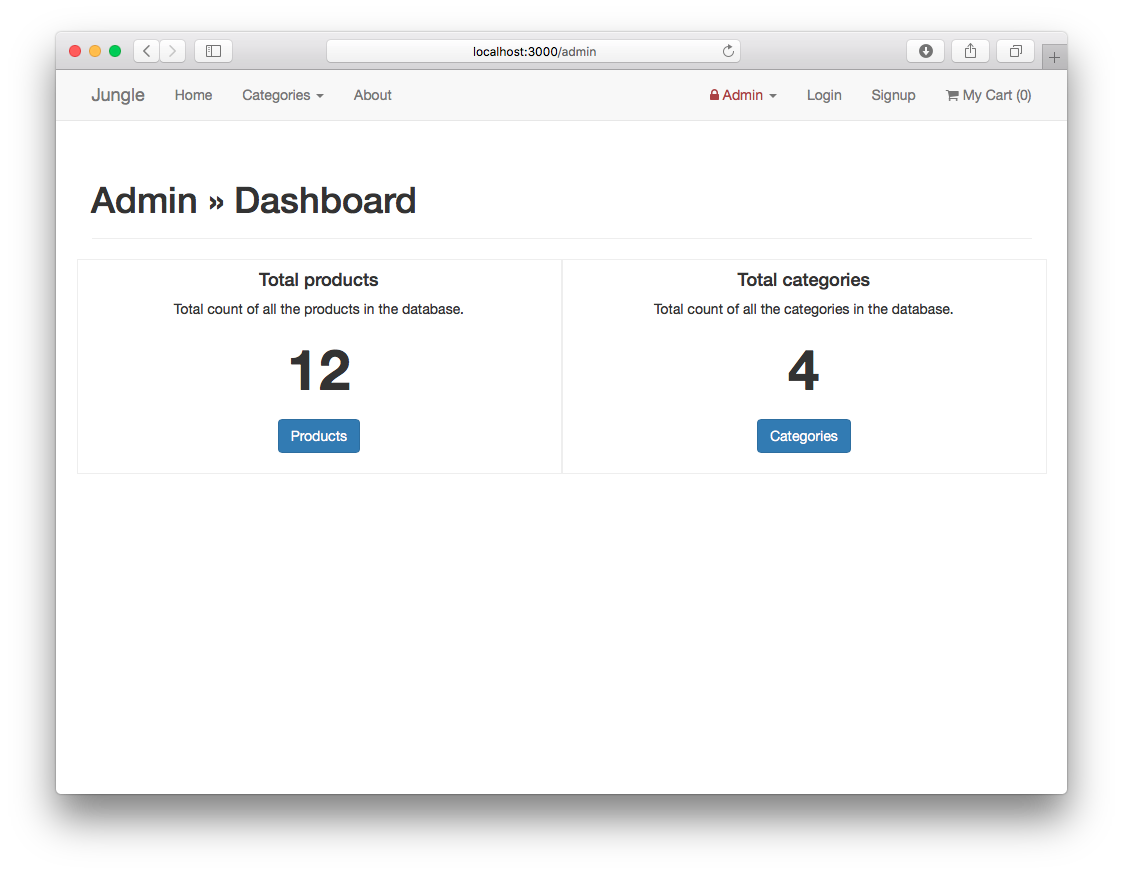 localhost:3000/admin
Jungle Home Categories About Admin Login Signup My Cart (0)
Admin » Dashboard
Total products
Total count of all the products in the database.
12
Products
Total categories
Total count of all the categories in the database.
4
Categories